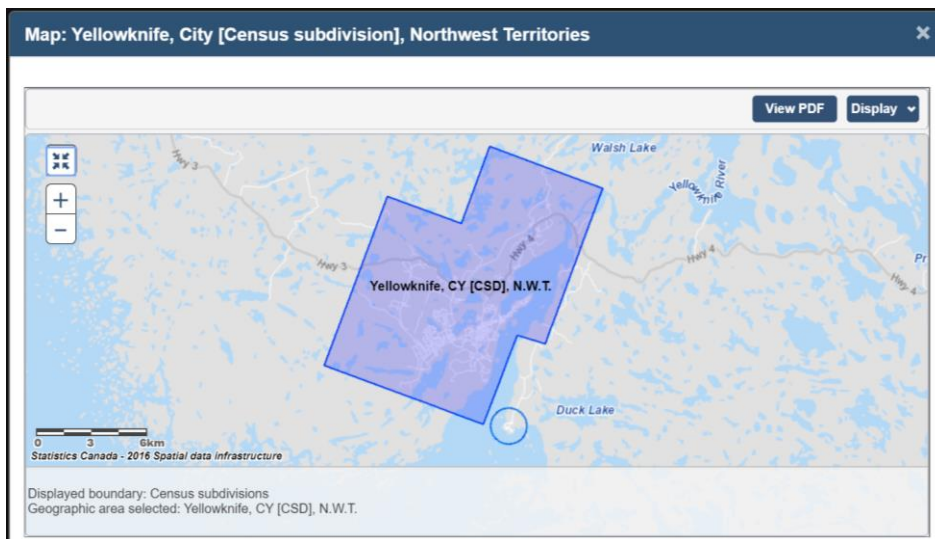 Map: Yellowknife, City [Census subdivision], Northwest Territories
×
View PDF
Display
Walsh Lake
Hwy 3
Yellowknife River
+
−
Hwy 4
Hwy 4
Pr
Hwy 3
Hwy 4
Yellowknife, CY [CSD], N.W.T.
Duck Lake
0 3 6km
Statistics Canada - 2016 Spatial data infrastructure
Displayed boundary: Census subdivisions
Geographic area selected: Yellowknife, CY [CSD], N.W.T.